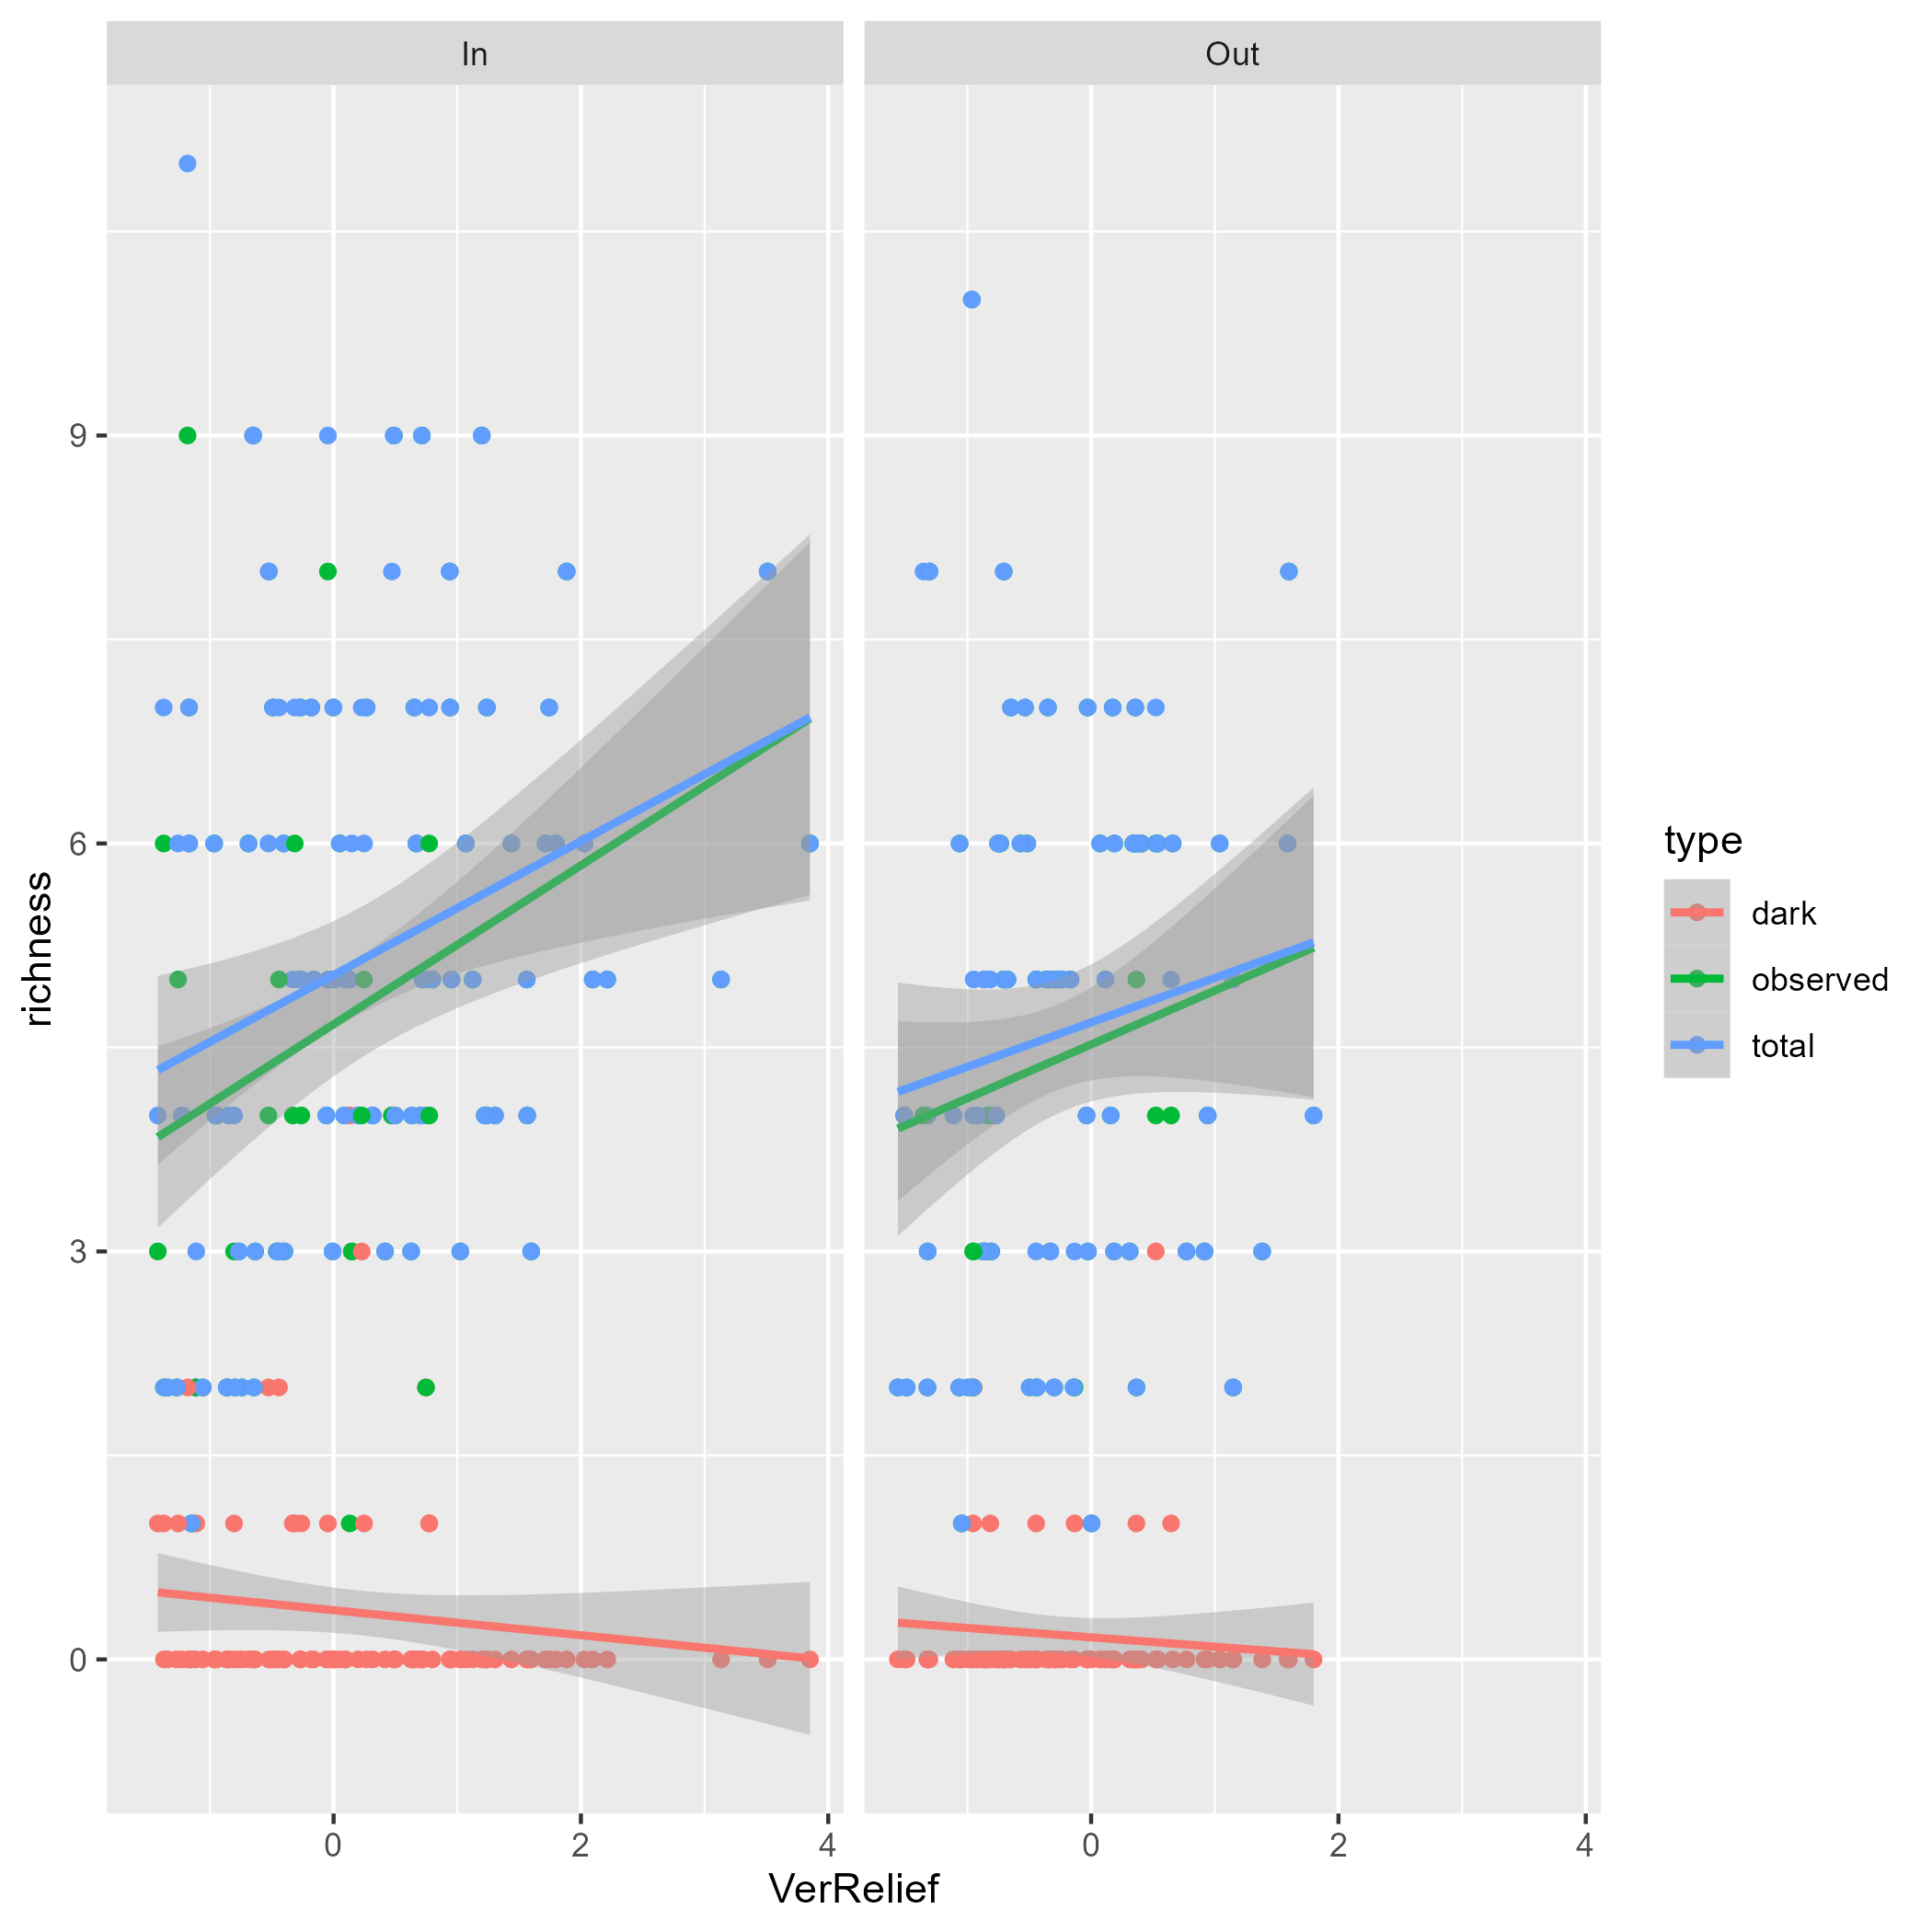 In
Out
9
6
3
0
richness
0
2
4
0
2
4
VerRelief
type
dark
observed
total